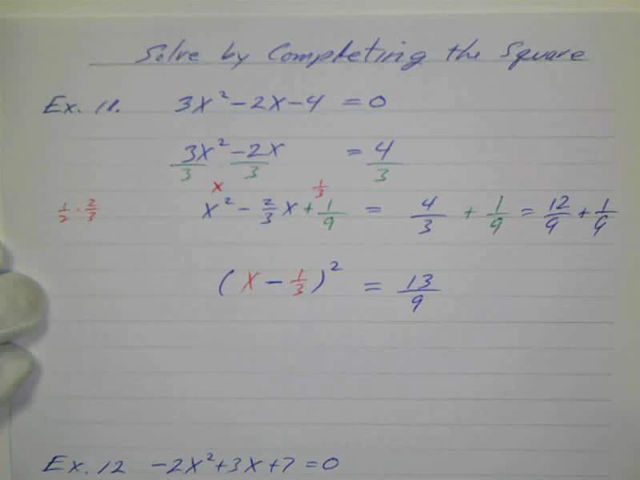 Solve by Completing the Square
Ex. 11. 3x² - 2x - 4 = 0
3x²/3 - 2x/3 = 4/3
x 1/3
1/2 · 2/3 x² - 2/3 x + 1/9 = 4/3 + 1/9 = 12/9 + 1/9
(x - 1/3)² = 13/9
Ex. 12 -2x² + 3x + 7 = 0